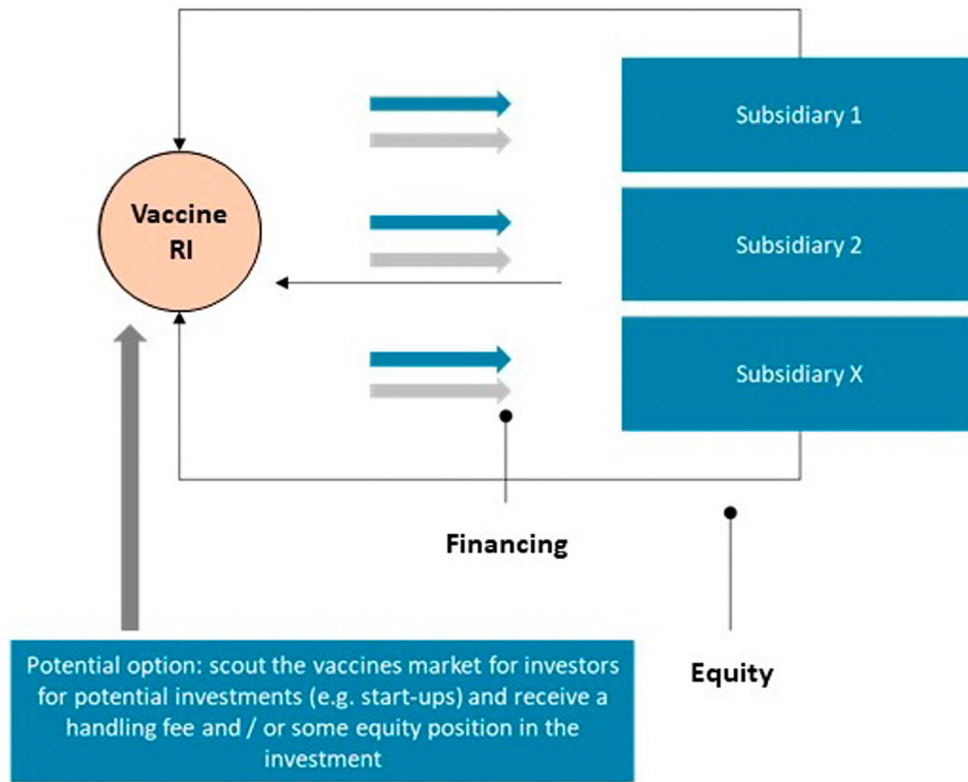 Subsidiary 1
Vaccine
RI
Subsidiary 2
Subsidiary X
Financing
Equity
Potential option: scout the vaccines market for investors
for potential investments (e.g. start-ups) and receive a
handling fee and / or some equity position in the
investment